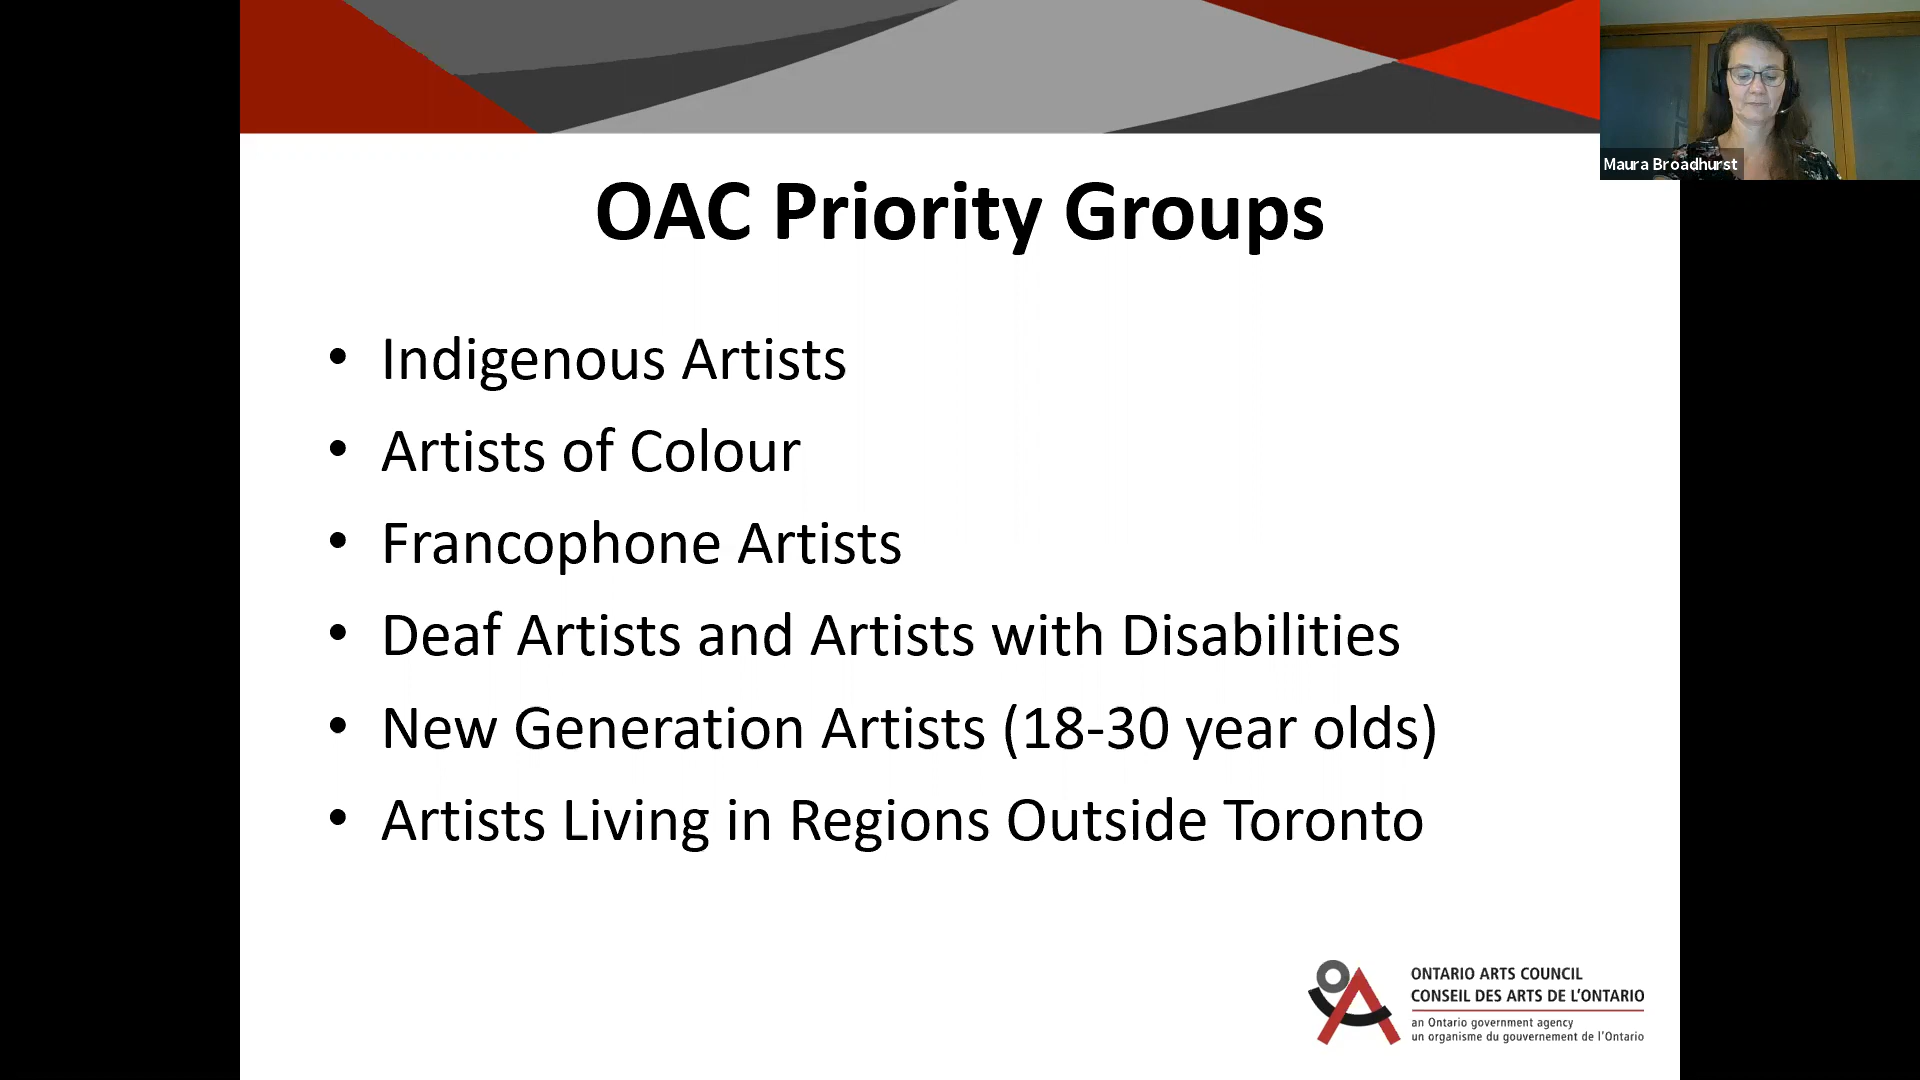 OAC Priority Groups
• Indigenous Artists
• Artists of Colour
• Francophone Artists
• Deaf Artists and Artists with Disabilities
• New Generation Artists (18-30 year olds)
• Artists Living in Regions Outside Toronto
Maura Broadhurst
ONTARIO ARTS COUNCIL
CONSEIL DES ARTS DE L'ONTARIO
an Ontario government agency
un organisme du gouvernement de l'Ontario